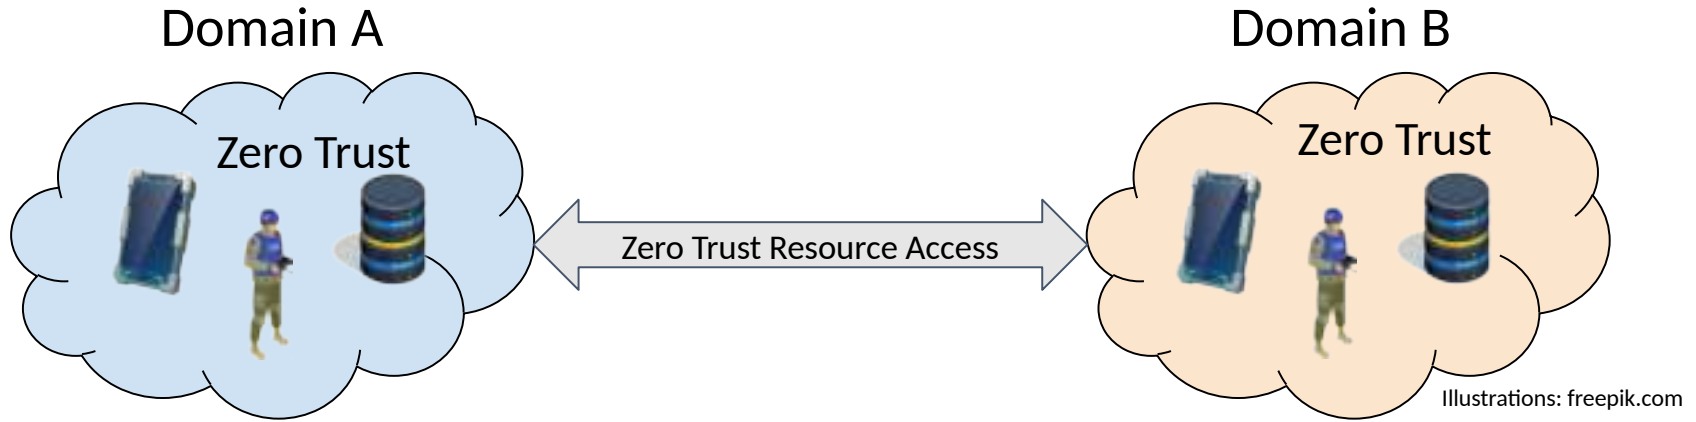 Domain A
Domain B
Zero Trust
Zero Trust
Zero Trust Resource Access
Illustrations: freepik.com